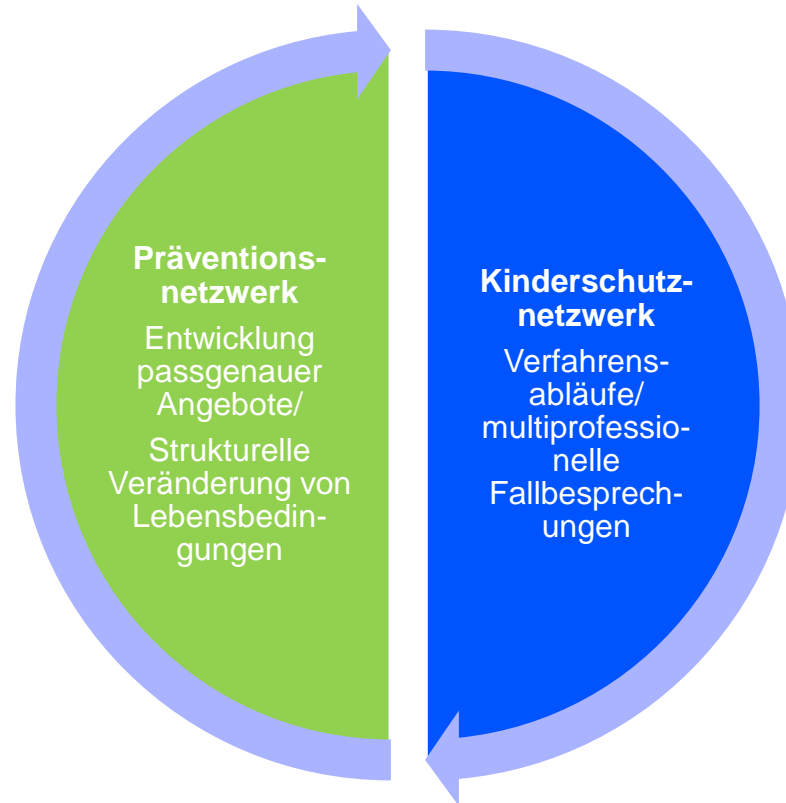 Präventions-
netzwerk
Entwicklung
passgenauer
Angebote/
Strukturelle
Veränderung von
Lebensbedin-
gungen
Kinderschutz-
netzwerk
Verfahrens-
abläufe/
multiprofessio-
nelle
Fallbesprech-
ungen